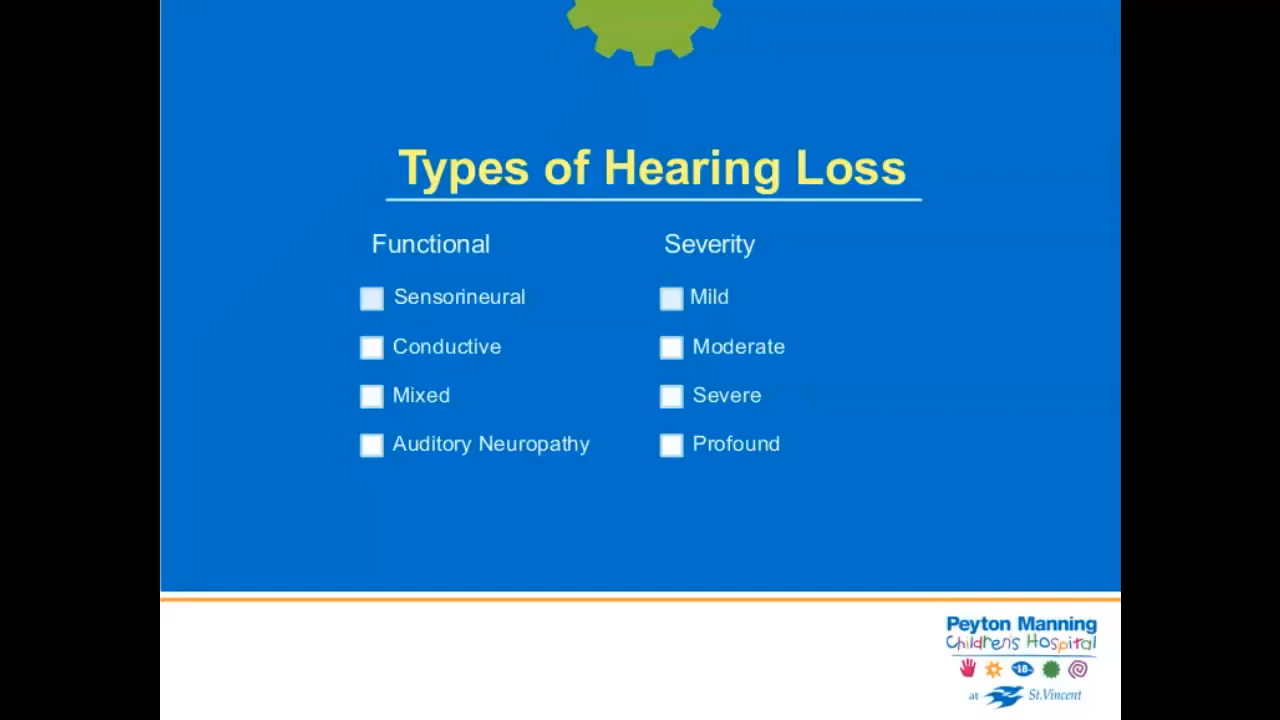 Types of Hearing Loss
Functional
Sensorineural
Conductive
Mixed
Auditory Neuropathy
Severity
Mild
Moderate
Severe
Profound
Peyton Manning
Children's Hospital
18
at St.Vincent